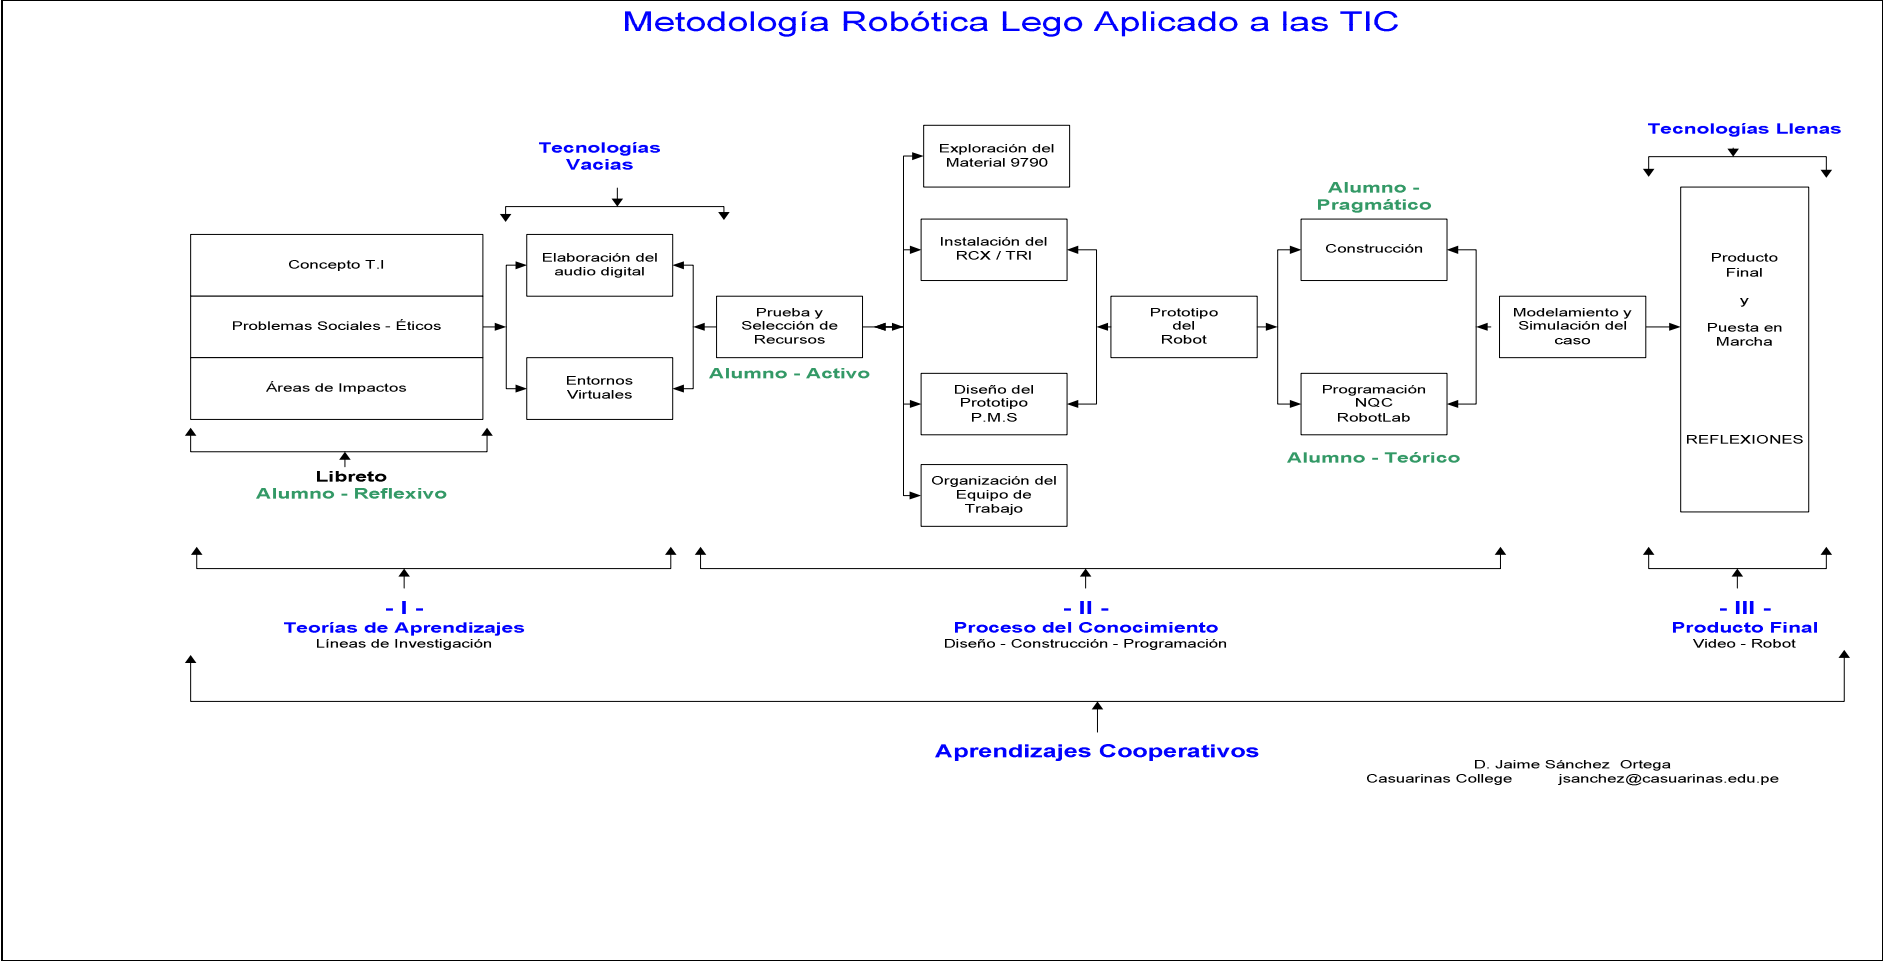 Metodología Robótica Lego Aplicado a las TIC
Tecnologías
Vacias
Tecnologías Llenas
Concepto T.I
Problemas Sociales - Éticos
Áreas de Impactos
Libreto
Alumno - Reflexivo
Elaboración del
audio digital
Entornos
Virtuales
Prueba y
Selección de
Recursos
Alumno - Activo
Exploración del
Material 9790
Instalación del
RCX / TRI
Diseño del
Prototipo
P.M.S
Organización del
Equipo de
Trabajo
Prototipo
del
Robot
Alumno -
Pragmático
Construcción
Programación
NQC
RobotLab
Alumno - Teórico
Modelamiento y
Simulación del
caso
Producto
Final
y
Puesta en
Marcha
REFLEXIONES
- I -
Teorías de Aprendizajes
Líneas de Investigación
- II -
Proceso del Conocimiento
Diseño - Construcción - Programación
- III -
Producto Final
Video - Robot
Aprendizajes Cooperativos
D. Jaime Sánchez Ortega
Casuarinas College jsanchez@casuarinas.edu.pe